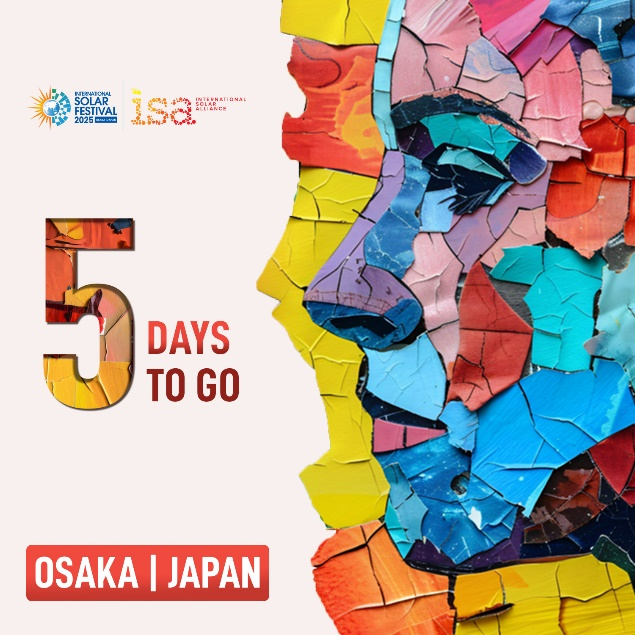 INTERNATIONAL
SOLAR
FESTIVAL
2025
isa
INTERNATIONAL
SOLAR
ALLIANCE
5
DAYS
TO GO
OSAKA | JAPAN